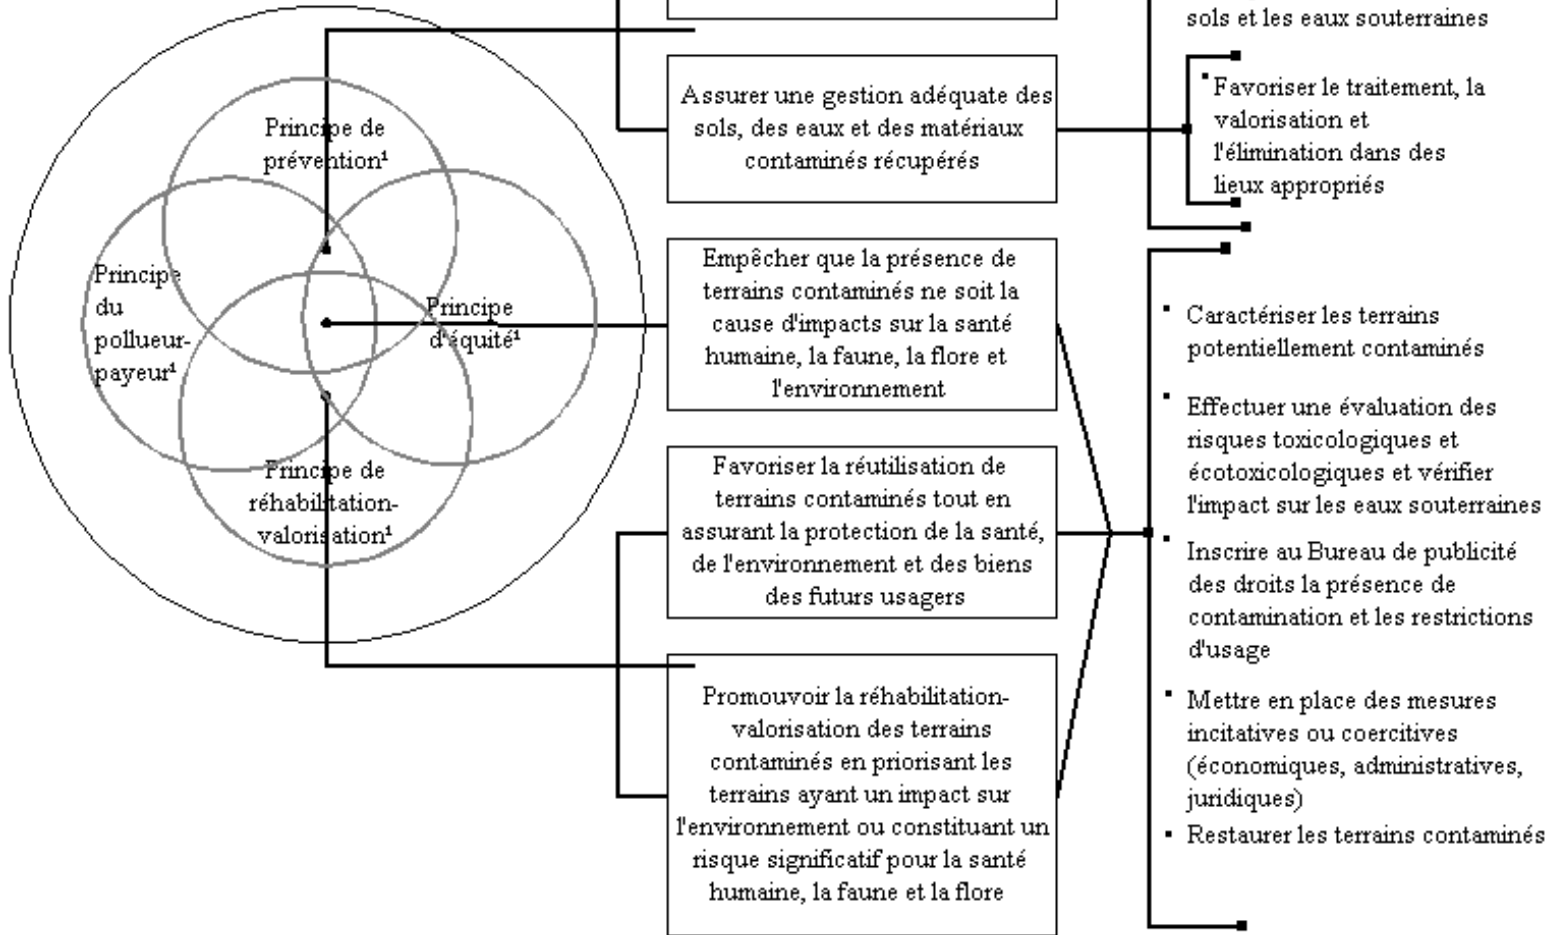 Principe de
prévention¹
Principe
du
pollueur-
payeur¹
Principe
d'équité¹
Principe de
réhabilitation-
valorisation¹
Assurer une gestion adéquate des
sols, des eaux et des matériaux
contaminés récupérés
Empêcher que la présence de
terrains contaminés ne soit la
cause d'impacts sur la santé
humaine, la faune, la flore et
l'environnement
Favoriser la réutilisation de
terrains contaminés tout en
assurant la protection de la santé,
de l'environnement et des biens
des futurs usagers
Promouvoir la réhabilitation-
valorisation des terrains
contaminés en priorisant les
terrains ayant un impact sur
l'environnement ou constituant un
risque significatif pour la santé
humaine, la faune et la flore
sols et les eaux souterraines
Favoriser le traitement, la
valorisation et
l'élimination dans des
lieux appropriés
Caractériser les terrains
potentiellement contaminés
Effectuer une évaluation des
risques toxicologiques et
écotoxicologiques et vérifier
l'impact sur les eaux souterraines
Inscrire au Bureau de publicité
des droits la présence de
contamination et les restrictions
d'usage
Mettre en place des mesures
incitatives ou coercitives
(économiques, administratives,
juridiques)
Restaurer les terrains contaminés